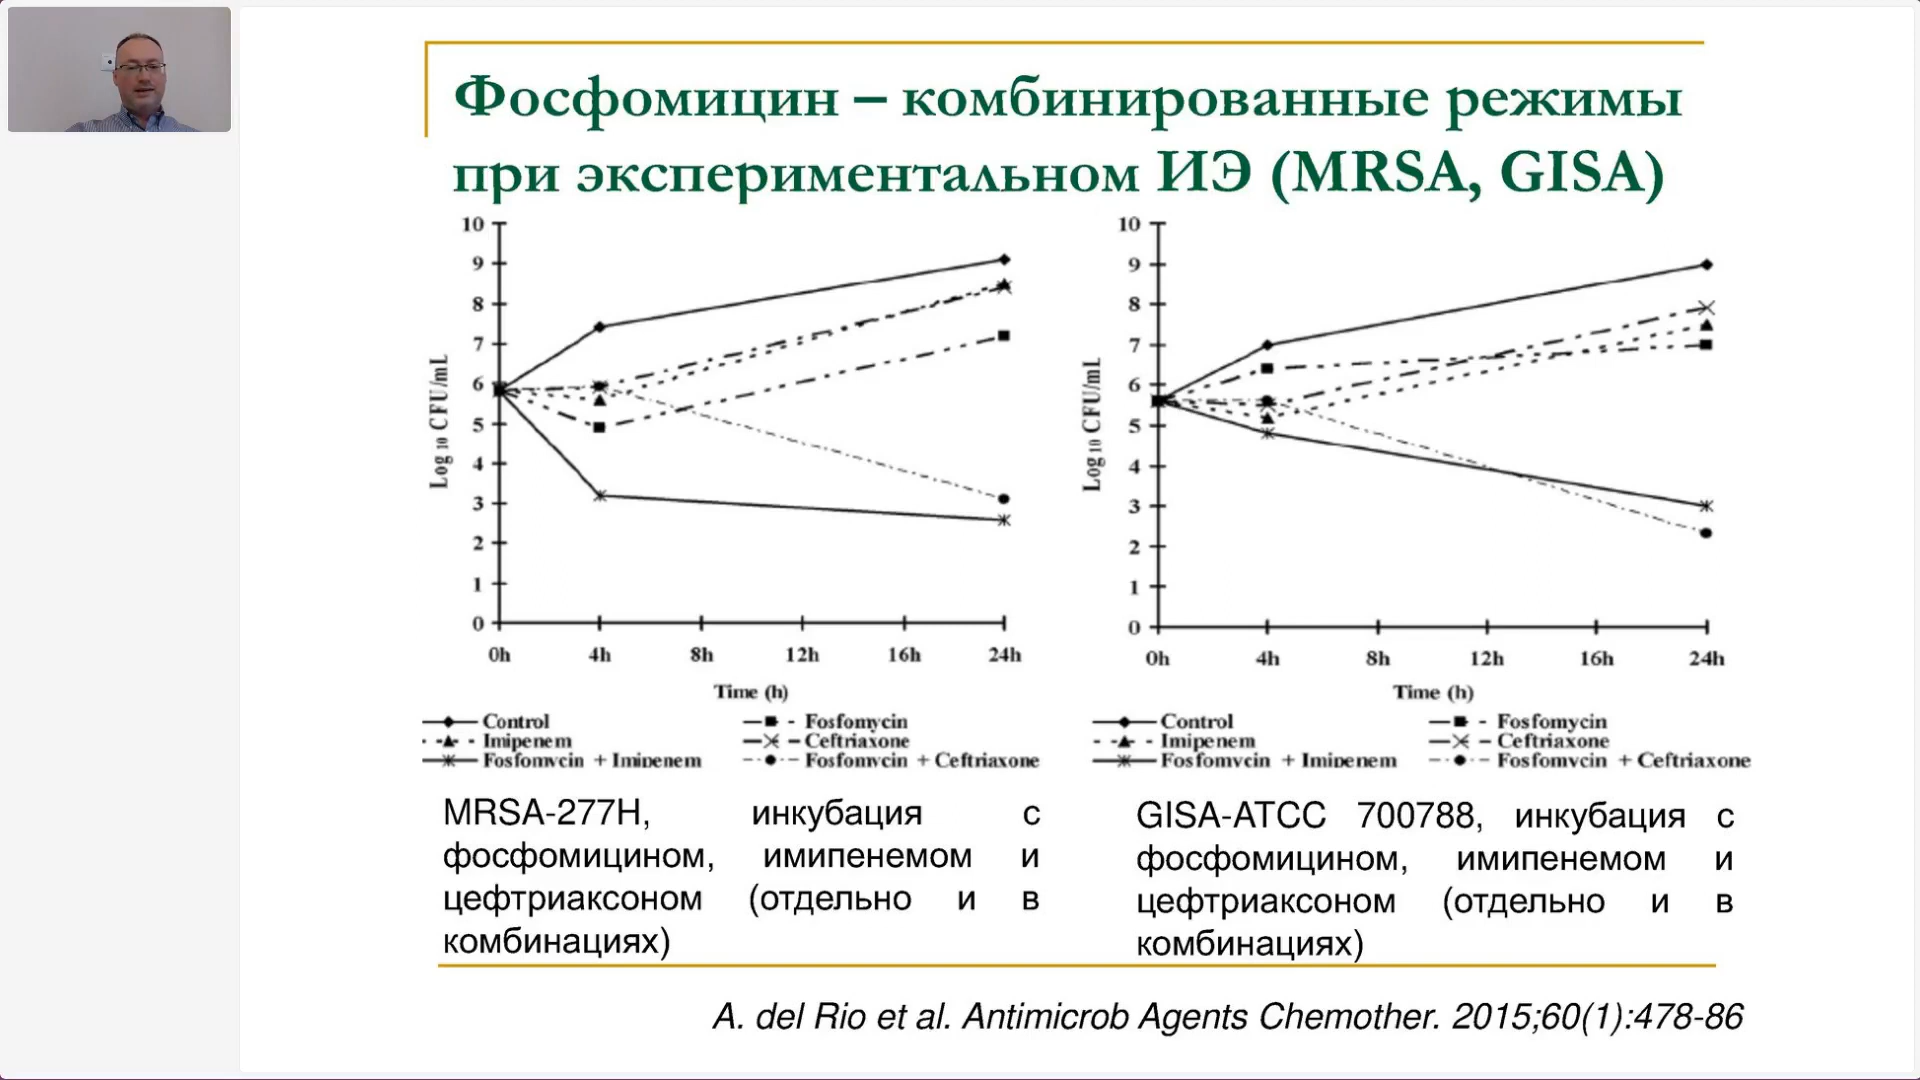 Фосфомицин – комбинированные режимы
при экспериментальном ИЭ (MRSA, GISA)
10
9
8
7
6
5
4
3
2
1
0
Log 10 CFU/mL
0h 4h 8h 12h 16h 24h
Time (h)
Control Fosfomycin
Imipenem Ceftriaxone
Fosfomycin + Imipenem Fosfomycin + Ceftriaxone
10
9
8
7
6
5
4
3
2
1
0
Log 10 CFU/mL
0h 4h 8h 12h 16h 24h
Time (h)
Control Fosfomycin
Imipenem Ceftriaxone
Fosfomycin + Imipenem Fosfomycin + Ceftriaxone
MRSA-277H, инкубация с
фосфомицином, имипенемом и
цефтриаксоном (отдельно и в
комбинациях)
GISA-ATCC 700788, инкубация с
фосфомицином, имипенемом и
цефтриаксоном (отдельно и в
комбинациях)
A. del Rio et al. Antimicrob Agents Chemother. 2015;60(1):478-86